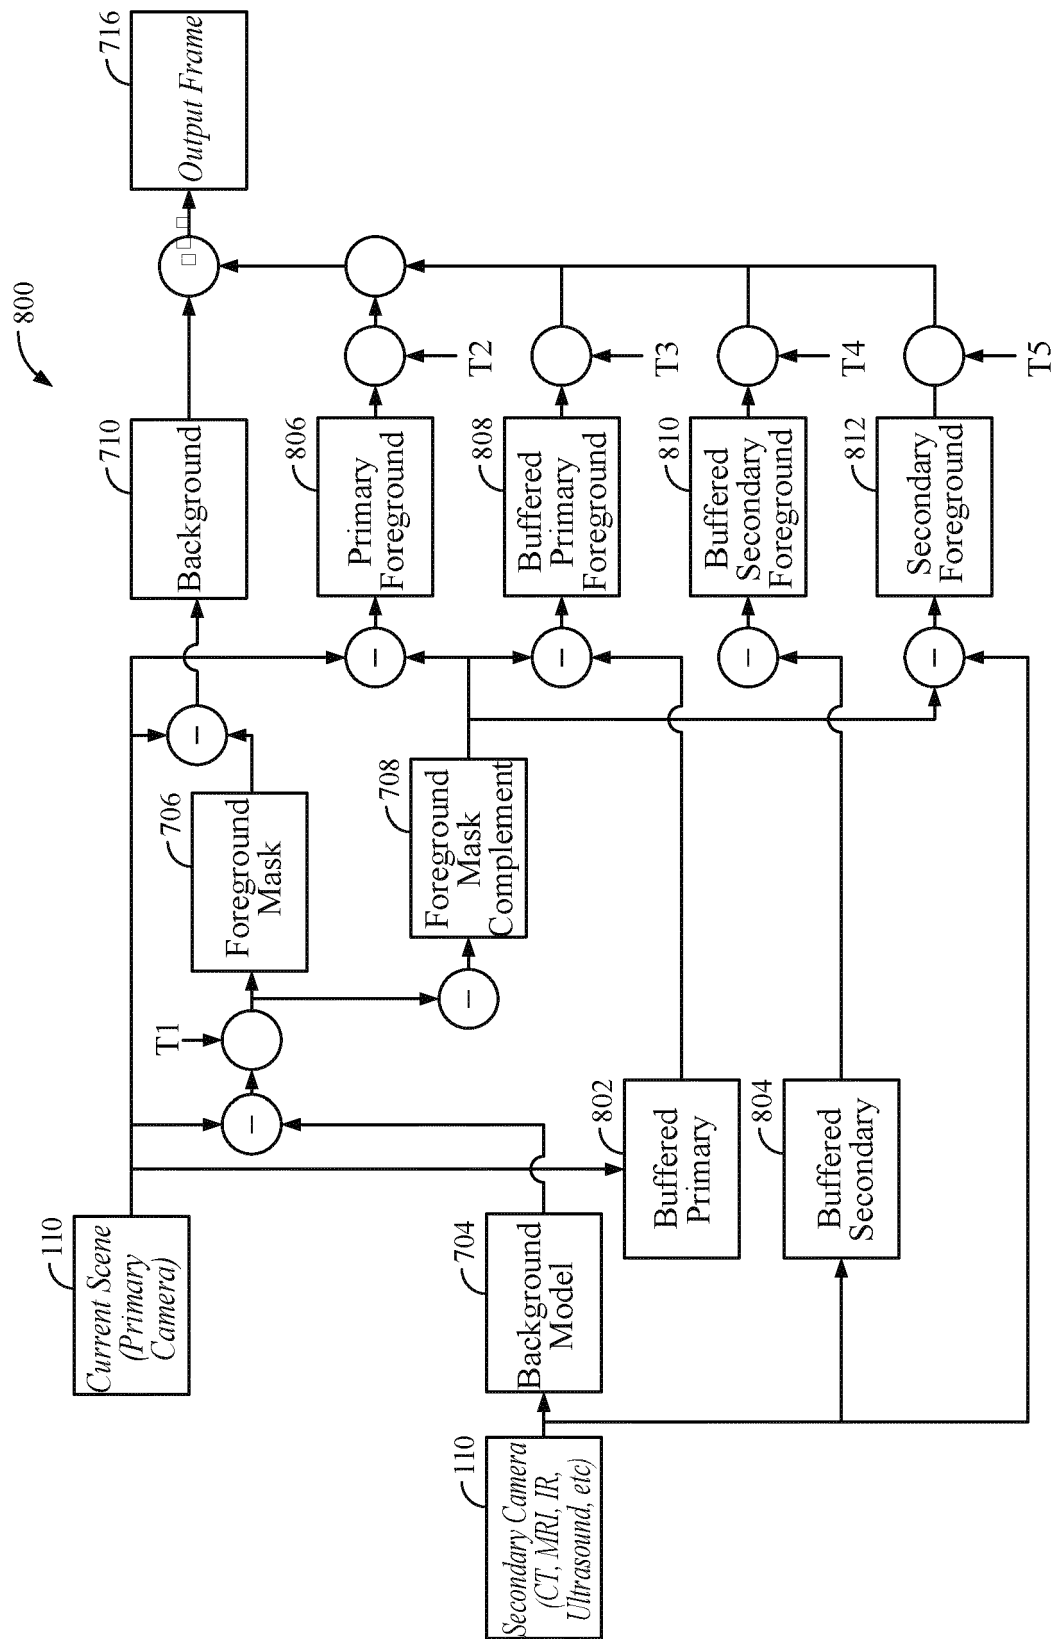 800
110
Current Scene
(Primary
Camera)
110
Secondary Camera
(CT, MRI, IR,
Ultrasound, etc)
704
Background
Model
802
Buffered
Primary
804
Buffered
Secondary
T1
706
Foreground
Mask
708
Foreground
Mask
Complement
710
Background
806
Primary
Foreground
808
Buffered
Primary
Foreground
810
Buffered
Secondary
Foreground
812
Secondary
Foreground
T2
T3
T4
T5
716
Output Frame